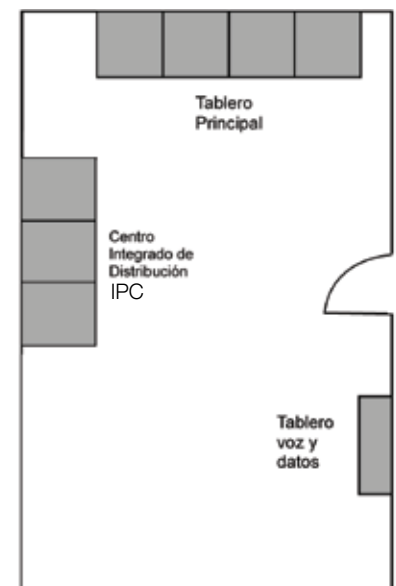 Tablero
Principal
Centro
Integrado de
Distribución
IPC
Tablero
voz y
datos